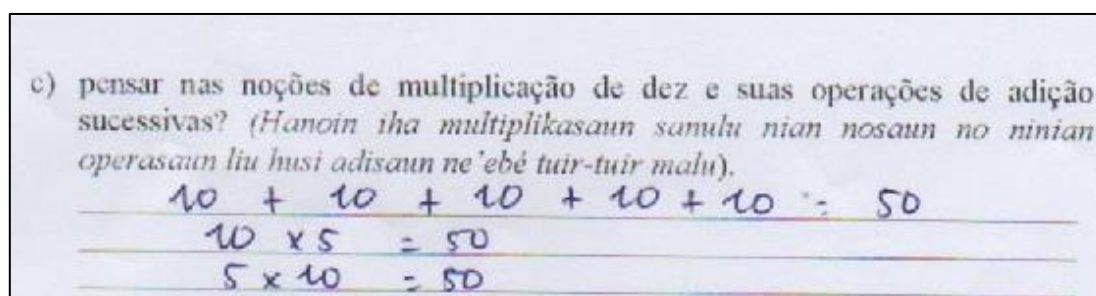 c) pensar nas noções de multiplicação de dez e suas operações de adição
sucessivas? (Hanoin iha multiplikasaun sanulu nian nosaun no ninian
operasaun liu husi adisaun ne'ebé tuir-tuir malu).
10 + 10 + 10 + 10 + 10 = 50
10 x 5 = 50
5 x 10 = 50